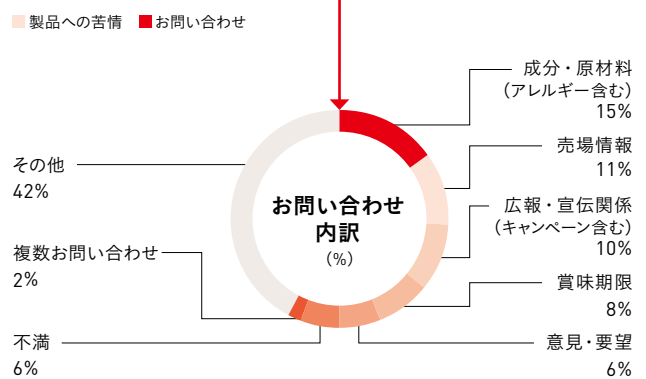 製品への苦情 お問い合わせ
成分・原材料
(アレルギー含む)
15%
売場情報
11%
広報・宣伝関係
(キャンペーン含む)
10%
賞味期限
8%
意見・要望
6%
不満
6%
複数お問い合わせ
2%
その他
42%
お問い合わせ
内訳
(%)